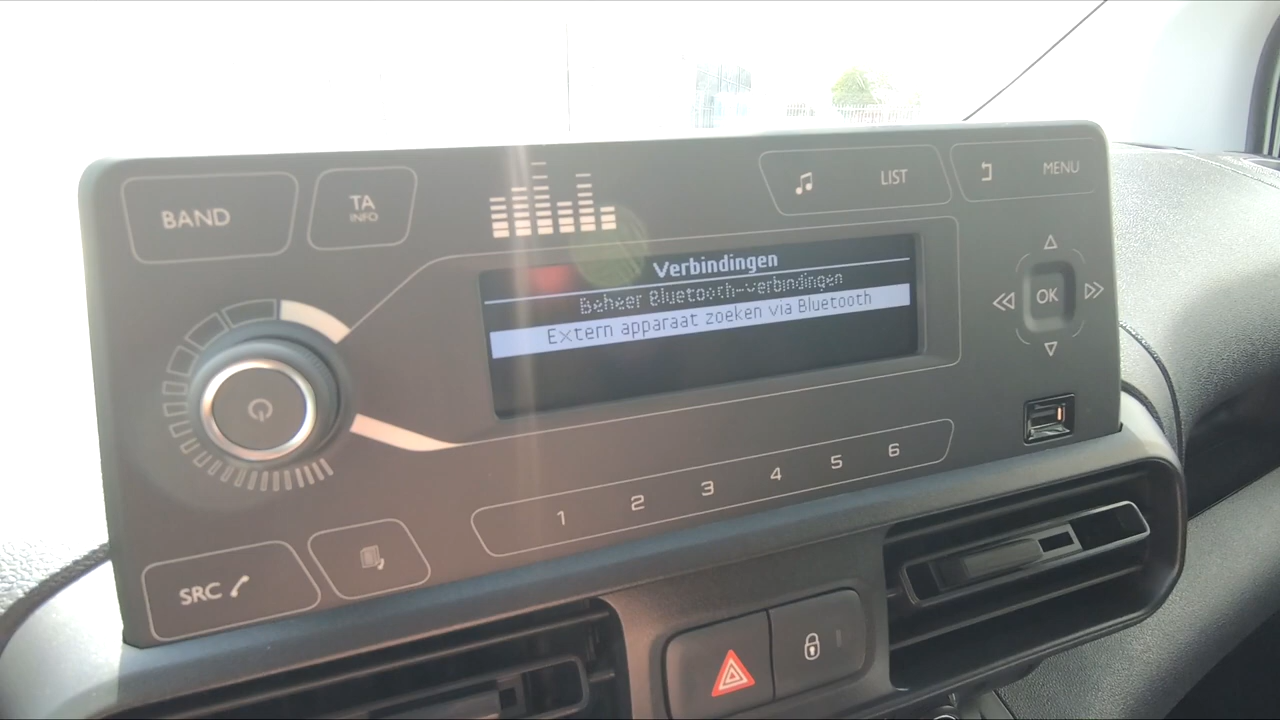 BAND
TA
INFO
LIST
MENU
Verbindingen
Beheer Bluetooth-verbindingen
Extern apparaat zoeken via Bluetooth
OK
1 2 3 4 5 6
SRC